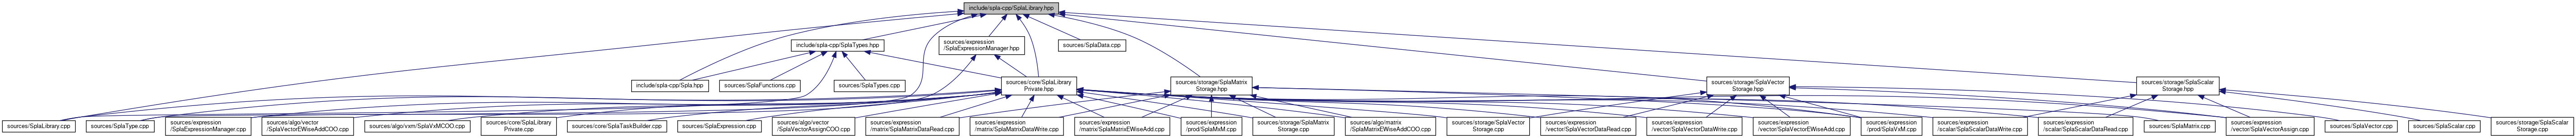 include/spla-cpp/SplaLibrary.hpp
include/spla-cpp/SplaTypes.hpp
sources/expression
/SplaExpressionManager.hpp
sources/SplaData.cpp
include/spla-cpp/Spla.hpp
sources/SplaFunctions.cpp
sources/SplaTypes.cpp
sources/core/SplaLibrary
Private.hpp
sources/storage/SplaMatrix
Storage.hpp
sources/storage/SplaVector
Storage.hpp
sources/storage/SplaScalar
Storage.hpp
sources/SplaLibrary.cpp
sources/SplaType.cpp
sources/expression
/SplaExpressionManager.cpp
sources/algo/vector
/SplaVectorEWiseAddCOO.cpp
sources/algo/vxm/SplaVxMCOO.cpp
sources/core/SplaLibrary
Private.cpp
sources/core/SplaTaskBuilder.cpp
sources/SplaExpression.cpp
sources/algo/vector
/SplaVectorAssignCOO.cpp
sources/expression
/matrix/SplaMatrixDataRead.cpp
sources/expression
/matrix/SplaMatrixDataWrite.cpp
sources/expression
/matrix/SplaMatrixEWiseAdd.cpp
sources/expression
/prod/SplaMxM.cpp
sources/storage/SplaMatrix
Storage.cpp
sources/algo/matrix
/SplaMatrixEWiseAddCOO.cpp
sources/storage/SplaVector
Storage.cpp
sources/expression
/vector/SplaVectorDataRead.cpp
sources/expression
/vector/SplaVectorDataWrite.cpp
sources/expression
/vector/SplaVectorEWiseAdd.cpp
sources/expression
/prod/SplaVxM.cpp
sources/expression
/scalar/SplaScalarDataWrite.cpp
sources/expression
/scalar/SplaScalarDataRead.cpp
sources/SplaMatrix.cpp
sources/expression
/vector/SplaVectorAssign.cpp
sources/SplaVector.cpp
sources/SplaScalar.cpp
sources/storage/SplaScalar
Storage.cpp